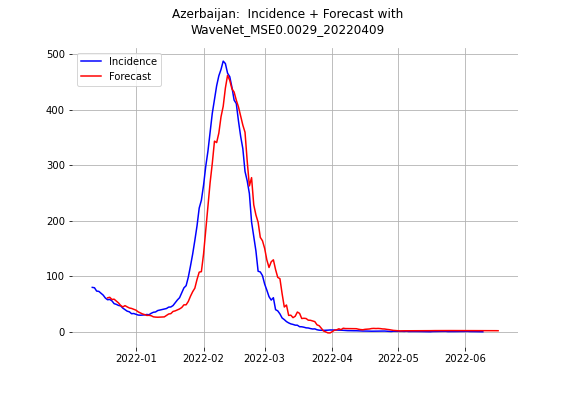 Azerbaijan:  Incidence + Forecast with
WaveNet_MSE0.0029_20220409
Incidence
Forecast
500
400
300
200
100
0
2022-01 2022-02 2022-03 2022-04 2022-05 2022-06